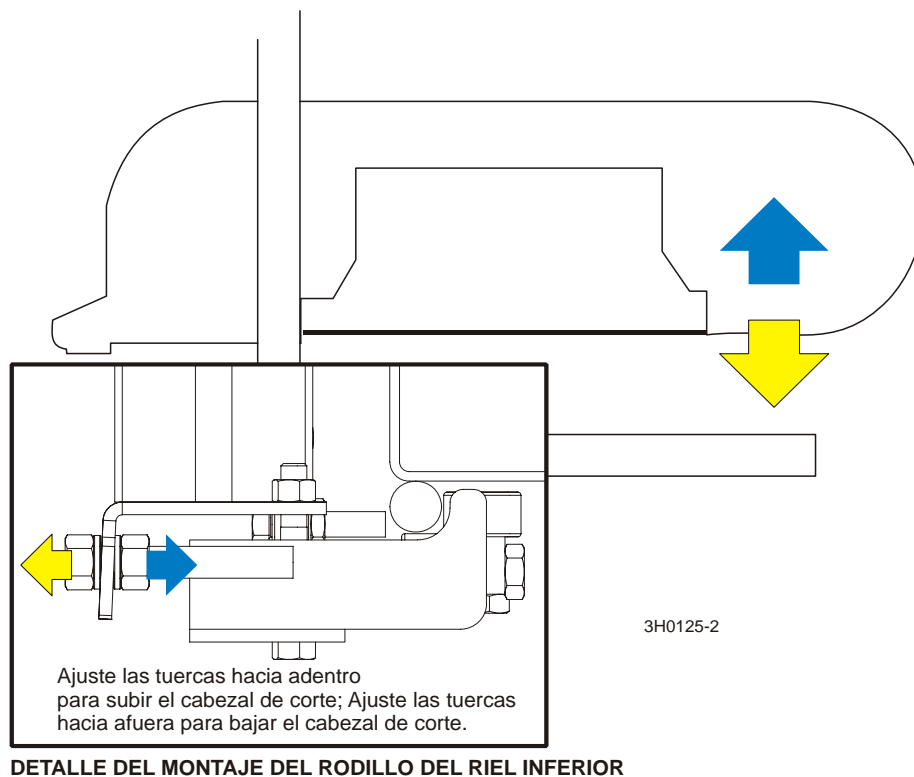 3H0125-2
Ajuste las tuercas hacia adentro
para subir el cabezal de corte; Ajuste las tuercas
hacia afuera para bajar el cabezal de corte.
DETALLE DEL MONTAJE DEL RODILLO DEL RIEL INFERIOR